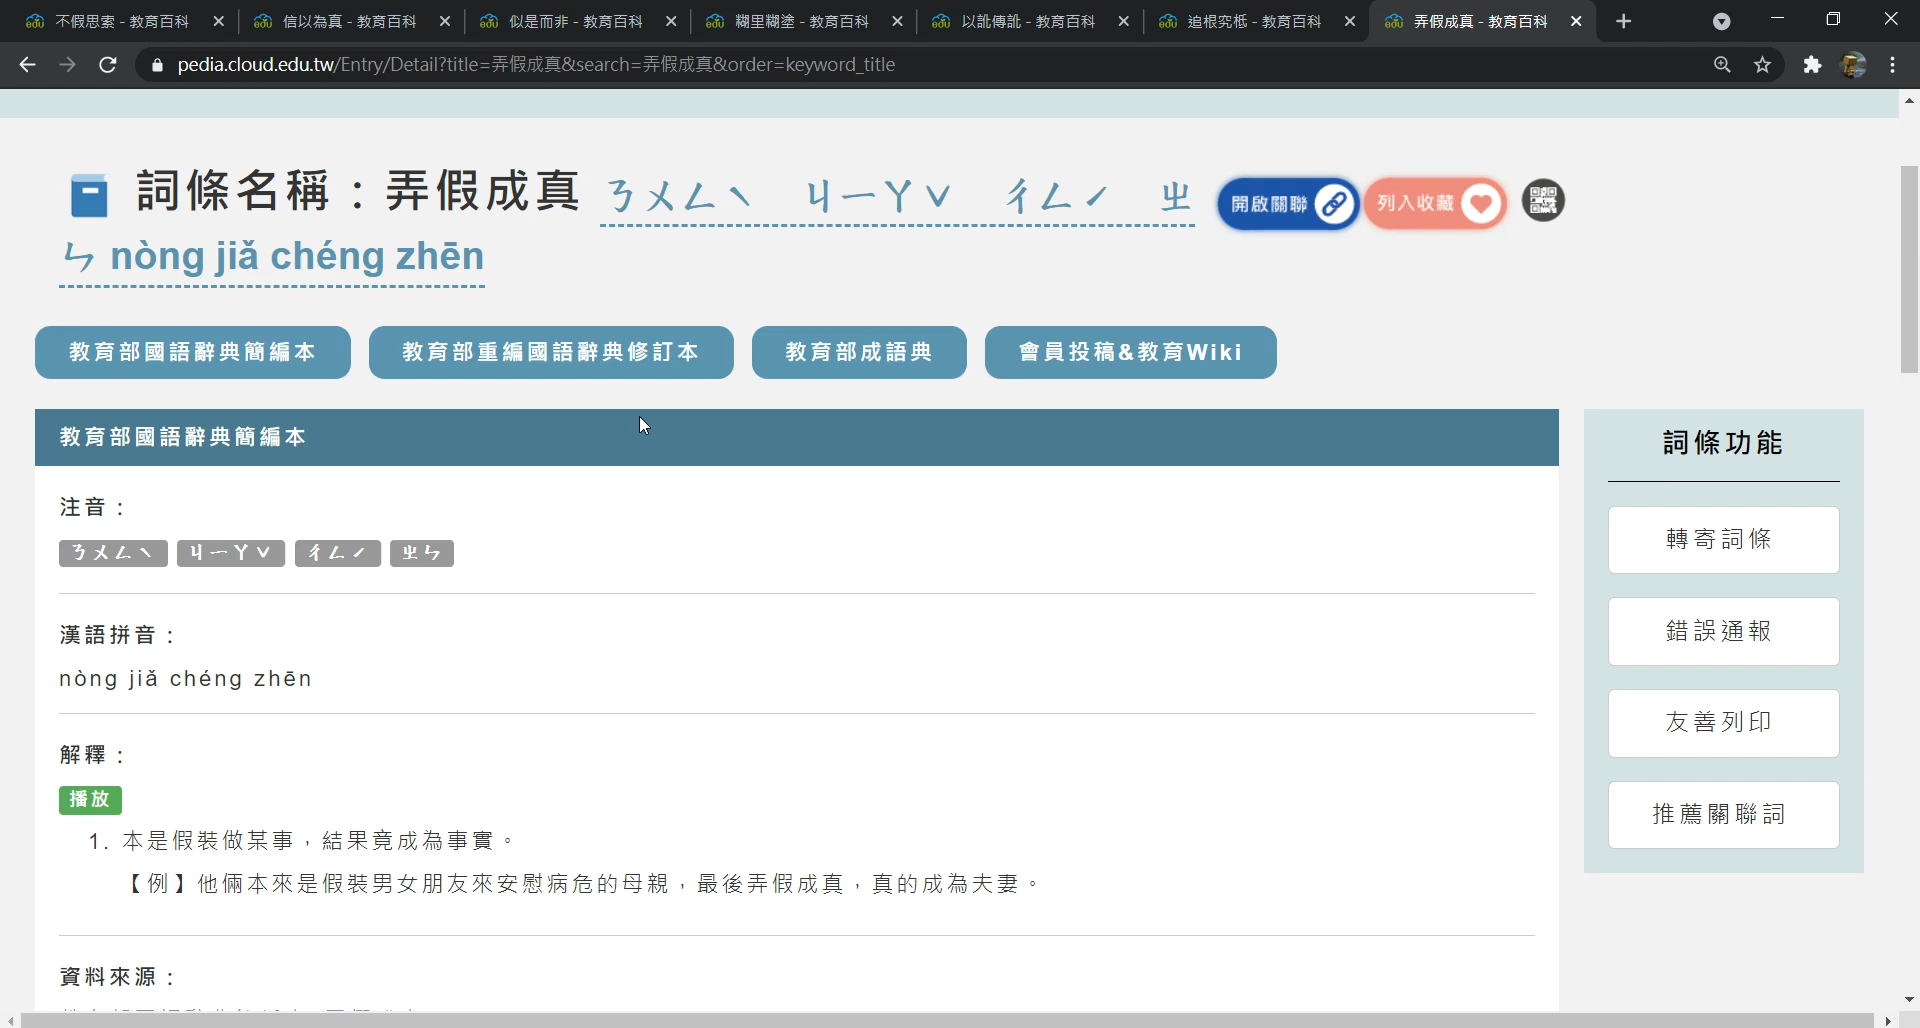 不假思索 - 教育百科
信以為真 - 教育百科
似是而非 - 教育百科
糊里糊塗 - 教育百科
以訛傳訛 - 教育百科
追根究柢 - 教育百科
弄假成真 - 教育百科
pedia.cloud.edu.tw/Entry/Detail?title=弄假成真&search=弄假成真&order=keyword_title
詞條名稱：弄假成真 ㄋㄨㄥˋ ㄐㄧㄚˇ ㄔㄥˊ ㄓ
ㄣ nòng jiǎ chéng zhēn
開啟關聯
列入收藏
教育部國語辭典簡編本
教育部重編國語辭典修訂本
教育部成語典
會員投稿&教育Wiki
教育部國語辭典簡編本
注音：
ㄋㄨㄥˋ ㄐㄧㄚˇ ㄔㄥˊ ㄓㄣ
漢語拼音：
nòng jiǎ chéng zhēn
解釋：
播放
1. 本是假裝做某事，結果竟成為事實。
【例】他倆本來是假裝男女朋友來安慰病危的母親，最後弄假成真，真的成為夫妻。
資料來源：
詞條功能
轉寄詞條
錯誤通報
友善列印
推薦關聯詞